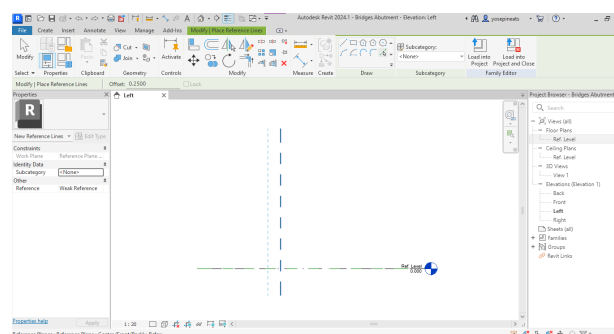 Autodesk Revit 2024.1 - Bridges Abutment - Elevation: Left
yosepinseto
File Create Insert Annotate View Manage Add-Ins Modify | Place Reference Lines
Modify
Paste
Cut
Join
Activate
Subcategory:
<None>
Load into Project
Load into Project and Close
Select Properties Clipboard Geometry Controls Modify Measure Create Draw Subcategory Family Editor
Modify | Place Reference Lines Offset: 0.2500 Lock
Properties
Left
Project Browser - Bridges Abutment
R
New Reference Lines Edit Type
Constraints
Work Plane Reference Plane ...
Identity Data
Subcategory <None>
Other
Reference Weak Reference
Properties help Apply
Ref. Level
0.000
1 : 20
Search
Views (all)
Floor Plans
Ref. Level
Ceiling Plans
Ref. Level
3D Views
View 1
Elevations (Elevation 1)
Back
Front
Left
Right
Sheets (all)
Families
Groups
Revit Links